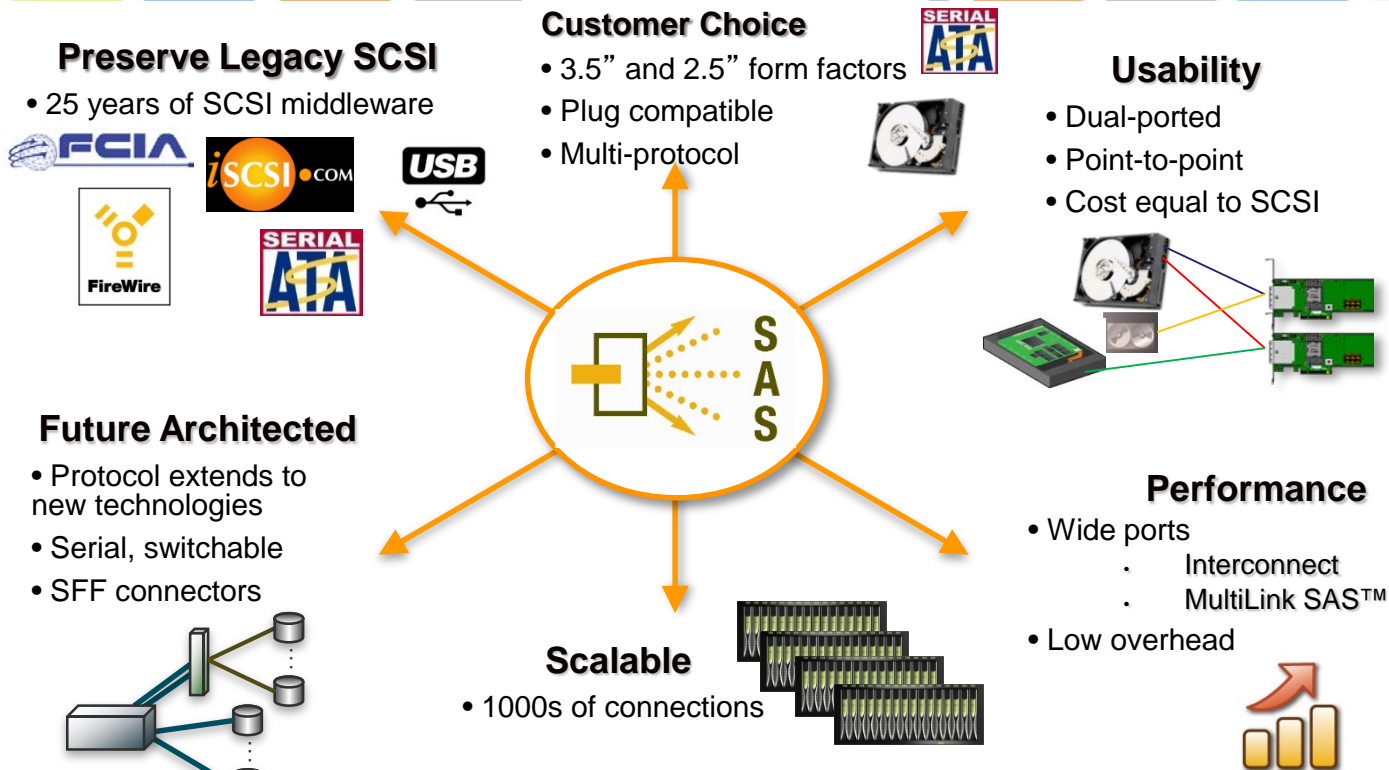 Preserve Legacy SCSI
• 25 years of SCSI middleware
FCIA
iSCSI•COM
USB
FireWire
SERIAL
ATA
Customer Choice
• 3.5” and 2.5” form factors
• Plug compatible
• Multi-protocol
SERIAL
ATA
Usability
• Dual-ported
• Point-to-point
• Cost equal to SCSI
S
A
S
Future Architected
• Protocol extends to
new technologies
• Serial, switchable
• SFF connectors
Scalable
• 1000s of connections
Performance
• Wide ports
• Interconnect
• MultiLink SAS™
• Low overhead